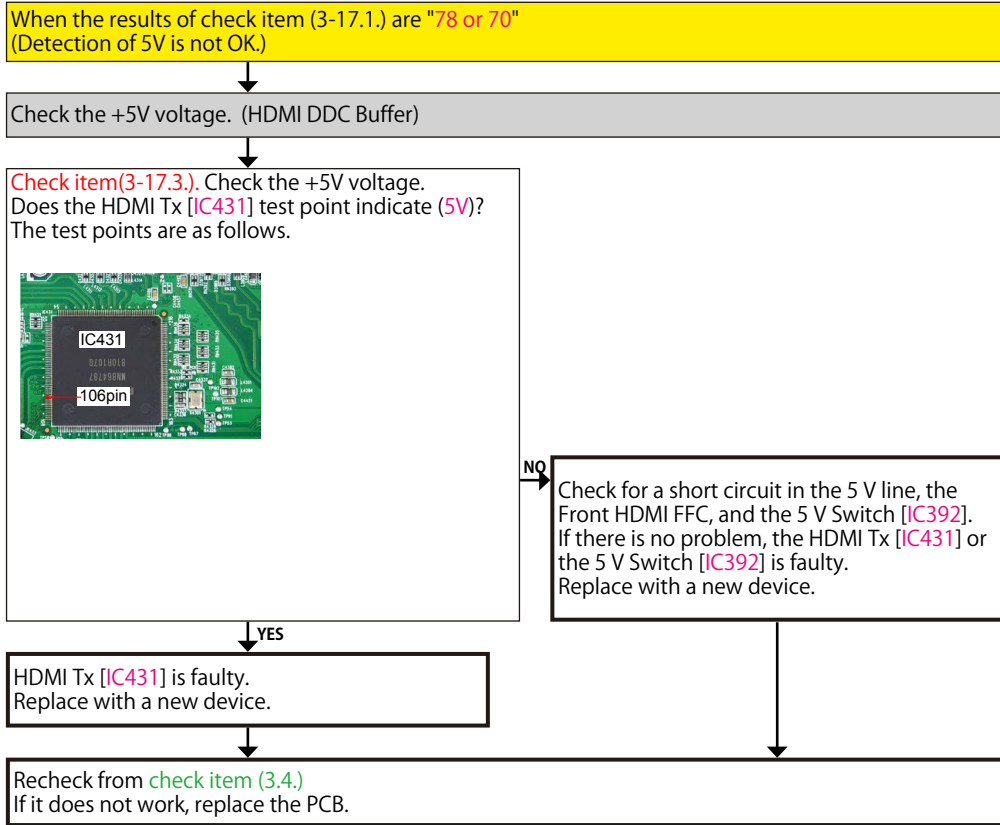 When the results of check item (3-17.1.) are "78 or 70"
(Detection of 5V is not OK.)
Check the +5V voltage. (HDMI DDC Buffer)
Check item(3-17.3.). Check the +5V voltage.
Does the HDMI Tx [IC431] test point indicate (5V)?
The test points are as follows.
IC431
810R107G
MN864787
106pin
NO
Check for a short circuit in the 5 V line, the
Front HDMI FFC, and the 5 V Switch [IC392].
If there is no problem, the HDMI Tx [IC431] or
the 5 V Switch [IC392] is faulty.
Replace with a new device.
YES
HDMI Tx [IC431] is faulty.
Replace with a new device.
Recheck from check item (3.4.)
If it does not work, replace the PCB.